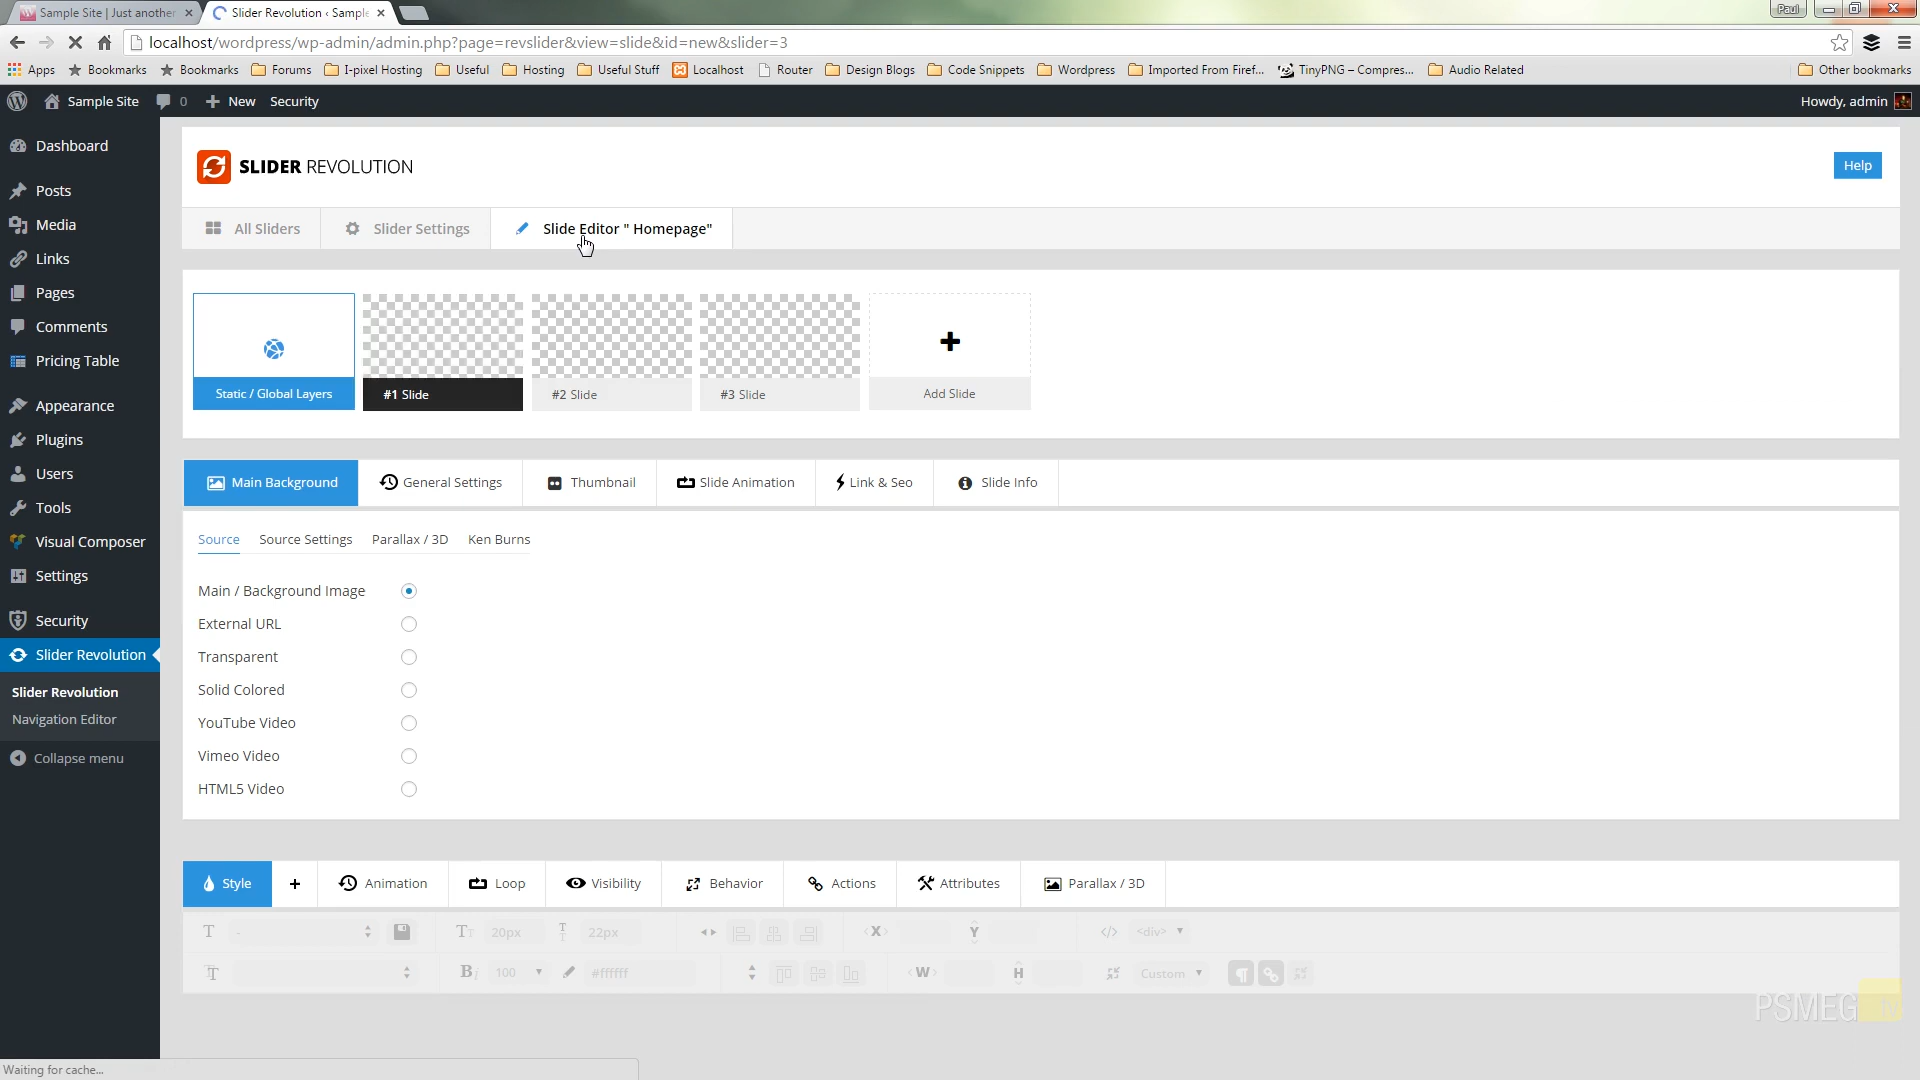 Sample Site | Just another
Slider Revolution ‹ Sample
Paul
localhost/wordpress/wp-admin/admin.php?page=revslider&view=slide&id=new&slider=3
Apps Bookmarks Bookmarks Forums I-pixel Hosting Useful Hosting Useful Stuff Localhost Router Design Blogs Code Snippets Wordpress Imported From Firef... TinyPNG – Compres... Audio Related Other bookmarks
Sample Site 0 New Security Howdy, admin
Dashboard
Posts
Media
Links
Pages
Comments
Pricing Table
Appearance
Plugins
Users
Tools
Visual Composer
Settings
Security
Slider Revolution
Slider Revolution
Navigation Editor
Collapse menu
SLIDER REVOLUTION
Help
All Sliders Slider Settings Slide Editor " Homepage"
Static / Global Layers #1 Slide #2 Slide #3 Slide Add Slide
Main Background General Settings Thumbnail Slide Animation Link & Seo Slide Info
Source Source Settings Parallax / 3D Ken Burns
Main / Background Image
External URL
Transparent
Solid Colored
YouTube Video
Vimeo Video
HTML5 Video
Style Animation Loop Visibility Behavior Actions Attributes Parallax / 3D
- 20px 22px X Y <div>
100 #ffffff W H Custom
PSMEG TV
Waiting for cache...